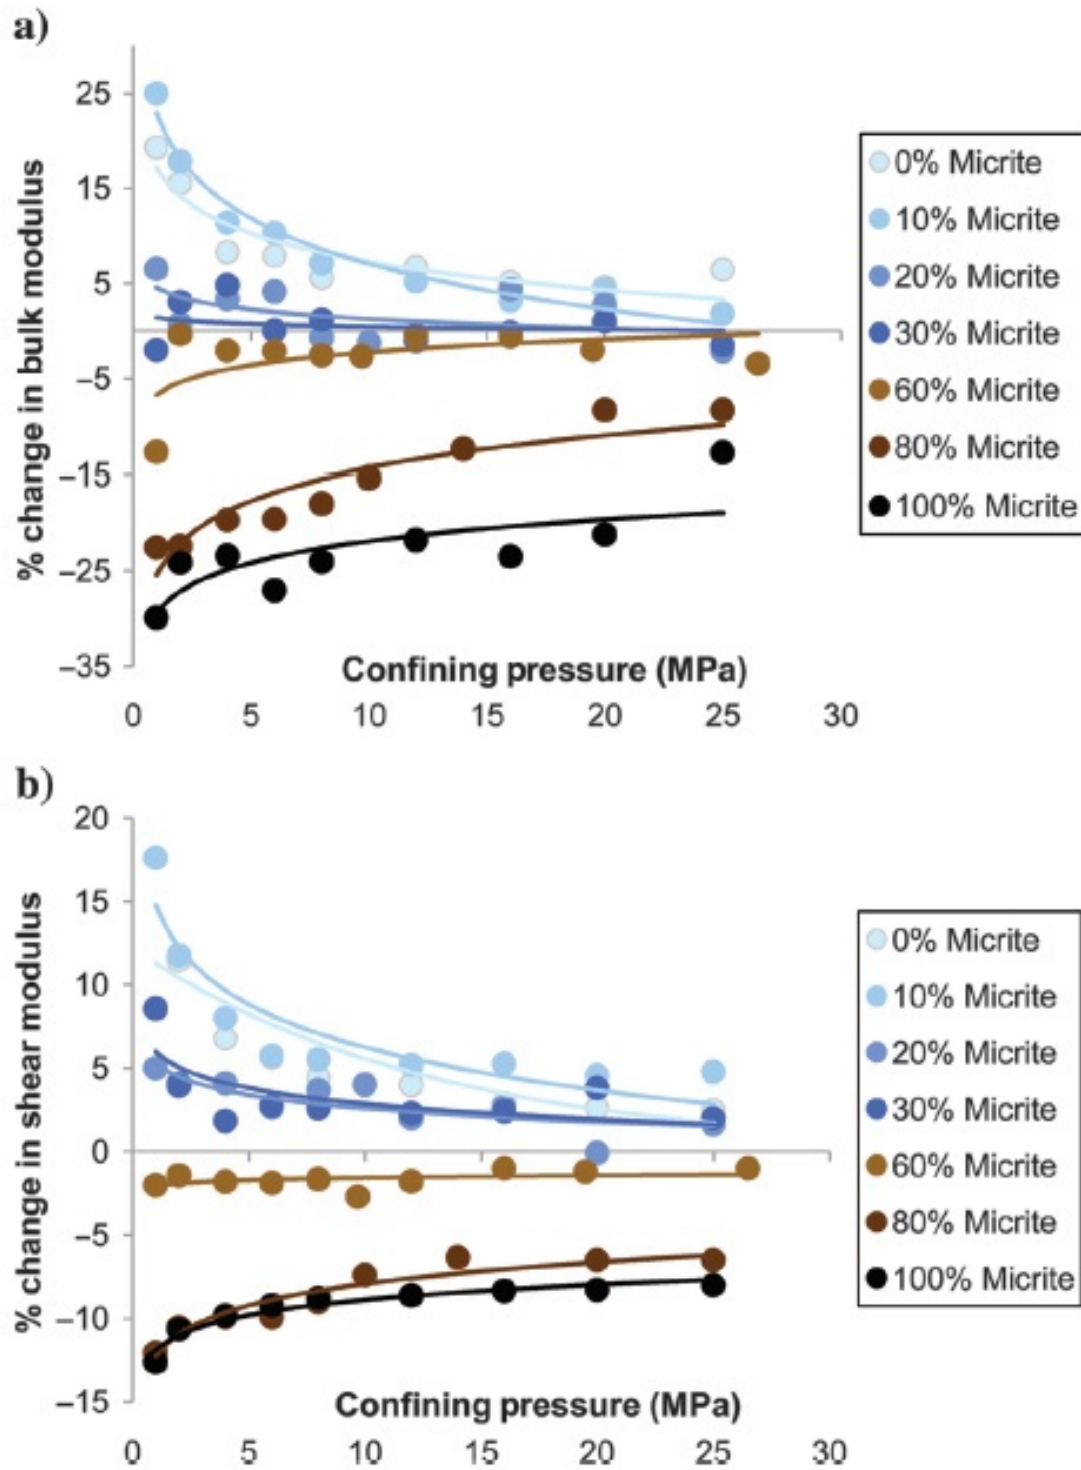 a)
% change in bulk modulus
25
15
5
–5
–15
–25
–35
Confining pressure (MPa)
0 5 10 15 20 25 30
0% Micrite
10% Micrite
20% Micrite
30% Micrite
60% Micrite
80% Micrite
100% Micrite
b)
% change in shear modulus
20
15
10
5
0
–5
–10
–15
Confining pressure (MPa)
0 5 10 15 20 25 30
0% Micrite
10% Micrite
20% Micrite
30% Micrite
60% Micrite
80% Micrite
100% Micrite